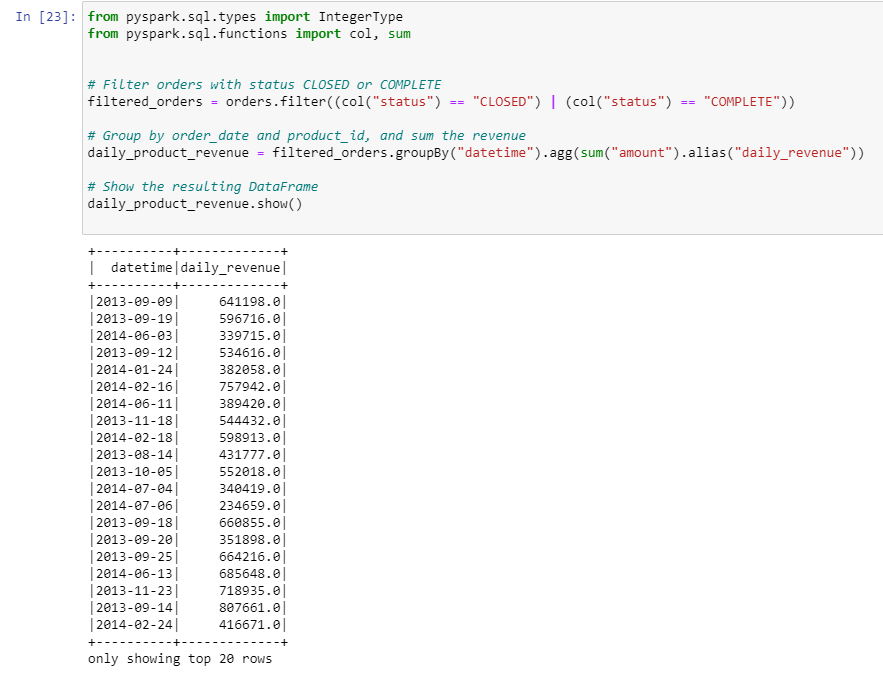 In [23]: from pyspark.sql.types import IntegerType
from pyspark.sql.functions import col, sum
# Filter orders with status CLOSED or COMPLETE
filtered_orders = orders.filter((col("status") == "CLOSED") | (col("status") == "COMPLETE"))
# Group by order_date and product_id, and sum the revenue
daily_product_revenue = filtered_orders.groupBy("datetime").agg(sum("amount").alias("daily_revenue"))
# Show the resulting DataFrame
daily_product_revenue.show()
+----------+-------------+
|  datetime|daily_revenue|
+----------+-------------+
|2013-09-09|     641198.0|
|2013-09-19|     596716.0|
|2014-06-03|     339715.0|
|2013-09-12|     534616.0|
|2014-01-24|     382058.0|
|2014-02-16|     757942.0|
|2014-06-11|     389420.0|
|2013-11-18|     544432.0|
|2014-02-18|     598913.0|
|2013-08-14|     431777.0|
|2013-10-05|     552018.0|
|2014-07-04|     340419.0|
|2014-07-06|     234659.0|
|2013-09-18|     660855.0|
|2013-09-20|     351898.0|
|2013-09-25|     664216.0|
|2014-06-13|     685648.0|
|2013-11-23|     718935.0|
|2013-09-14|     807661.0|
|2014-02-24|     416671.0|
+----------+-------------+
only showing top 20 rows